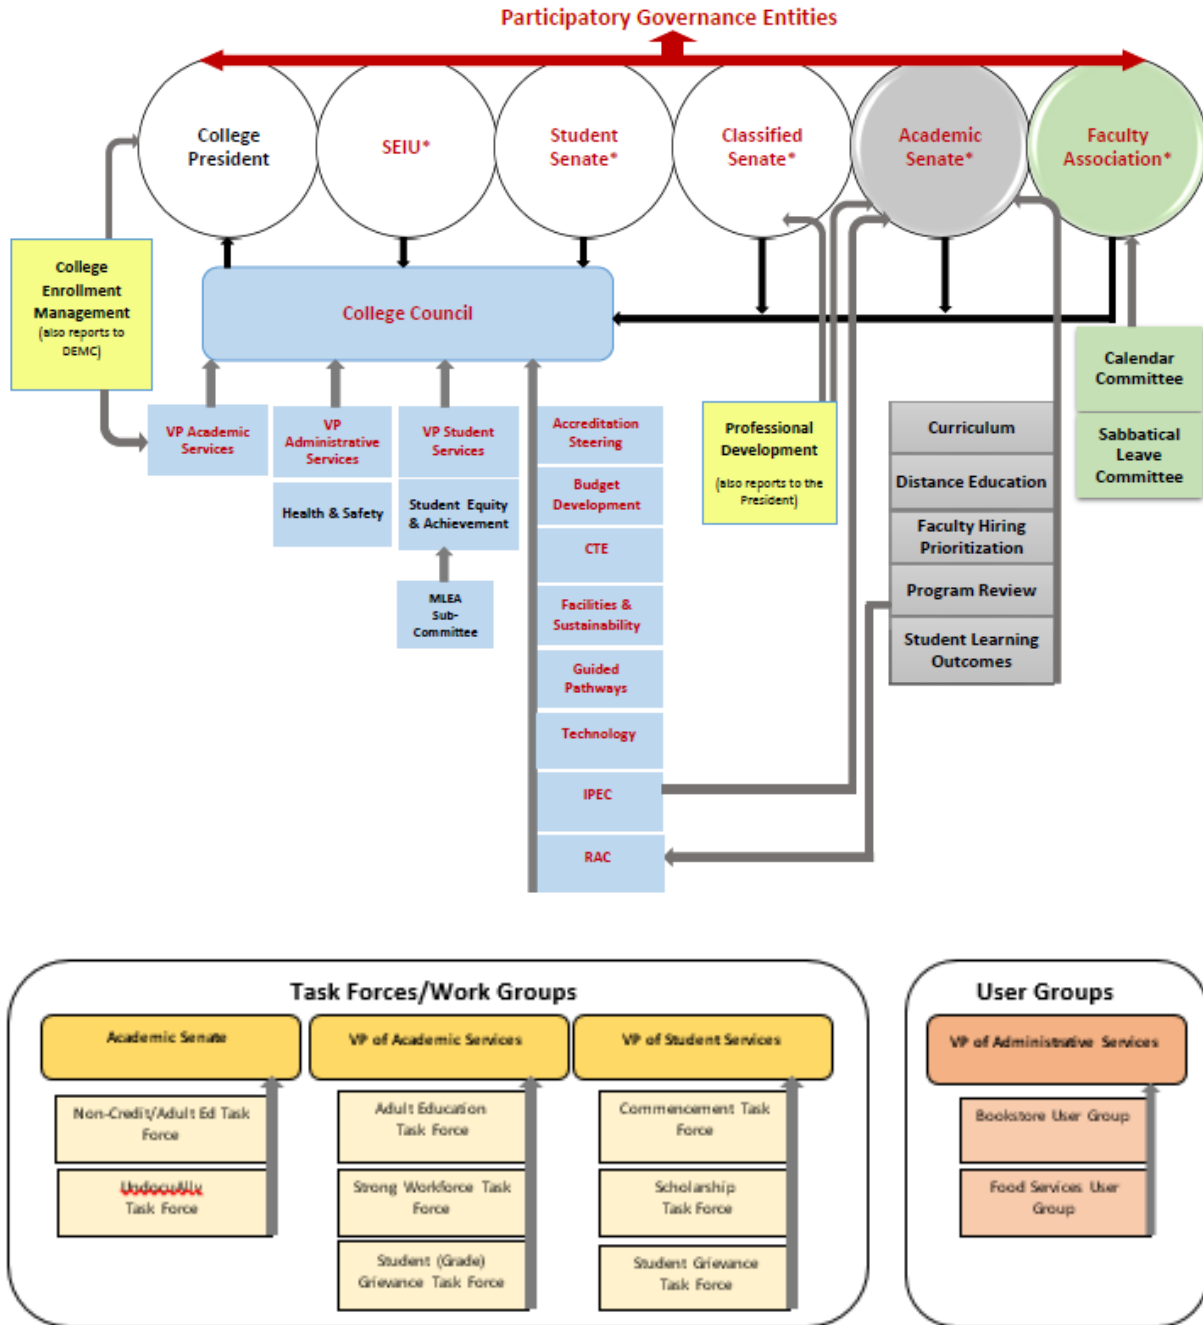 Participatory Governance Entities
College
President
SEIU*
Student
Senate*
Classified
Senate*
Academic
Senate*
Faculty
Association*
College
Enrollment
Management
(also reports to
DEMC)
College Council
VP Academic
Services
VP
Administrative
Services
Health & Safety
VP Student
Services
Student Equity
& Achievement
MLEA
Sub-
Committee
Accreditation
Steering
Budget
Development
CTE
Facilities &
Sustainability
Guided
Pathways
Technology
IPEC
RAC
Professional
Development
(also reports to the
President)
Curriculum
Distance Education
Faculty Hiring
Prioritization
Program Review
Student Learning
Outcomes
Calendar
Committee
Sabbatical
Leave
Committee
Task Forces/Work Groups
Academic Senate
Non-Credit/Adult Ed Task
Force
UndocuAlly
Task Force
VP of Academic Services
Adult Education
Task Force
Strong Workforce Task
Force
Student (Grade)
Grievance Task Force
VP of Student Services
Commencement Task
Force
Scholarship
Task Force
Student Grievance
Task Force
User Groups
VP of Administrative Services
Bookstore User Group
Food Services User
Group